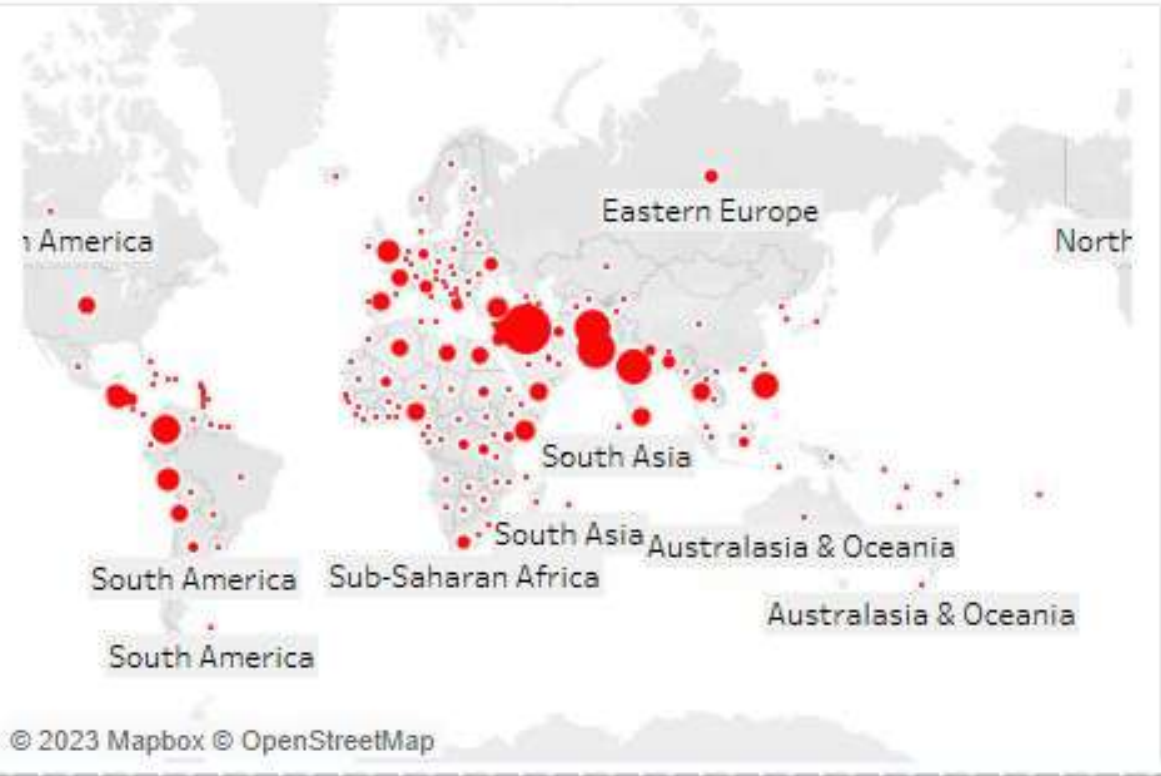 Eastern Europe
n America
North
South Asia
South Asia
Australasia & Oceania
South America
Sub-Saharan Africa
Australasia & Oceania
South America
© 2023 Mapbox © OpenStreetMap